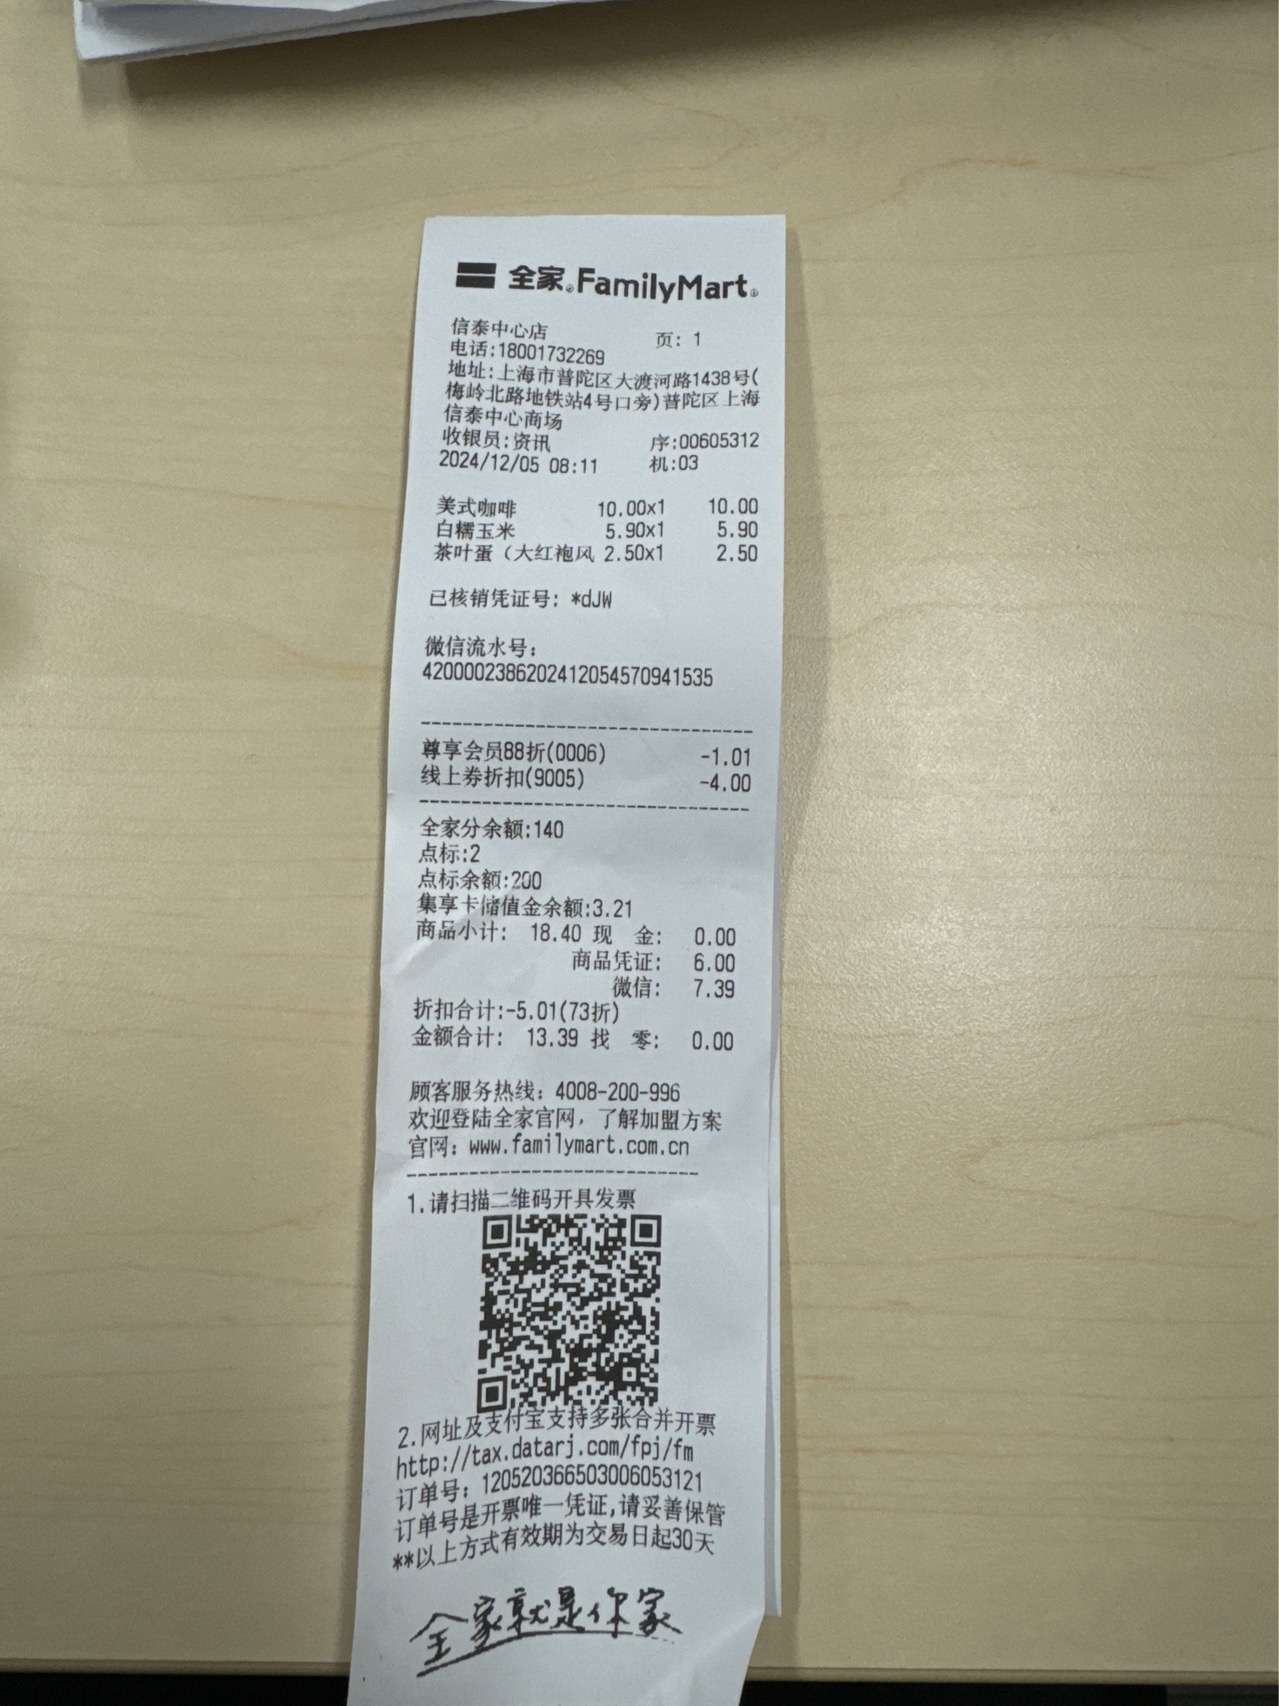 全家 FamilyMart
信泰中心店 页: 1
电话:18001732269
地址:上海市普陀区大渡河路1438号(
梅岭北路地铁站4号口旁)普陀区上海
信泰中心商场
收银员:资讯 序:00605312
2024/12/05 08:11 机:03
美式咖啡 10.00x1 10.00
白糯玉米 5.90x1 5.90
茶叶蛋（大红袍风 2.50x1 2.50
已核销凭证号: *dJW
微信流水号:
4200002386202412054570941535
尊享会员88折(0006) -1.01
线上券折扣(9005) -4.00
全家分余额:140
点标:2
点标余额:200
集享卡储值金余额:3.21
商品小计: 18.40 现 金: 0.00
商品凭证: 6.00
微信: 7.39
折扣合计:-5.01(73折)
金额合计: 13.39 找 零: 0.00
顾客服务热线: 4008-200-996
欢迎登陆全家官网，了解加盟方案
官网: www.familymart.com.cn
1.请扫描二维码开具发票
2.网址及支付宝支持多张合并开票
http://tax.datarj.com/fpj/fm
订单号: 120520366503006053121
订单号是开票唯一凭证,请妥善保管
**以上方式有效期为交易日起30天
全家就是你家